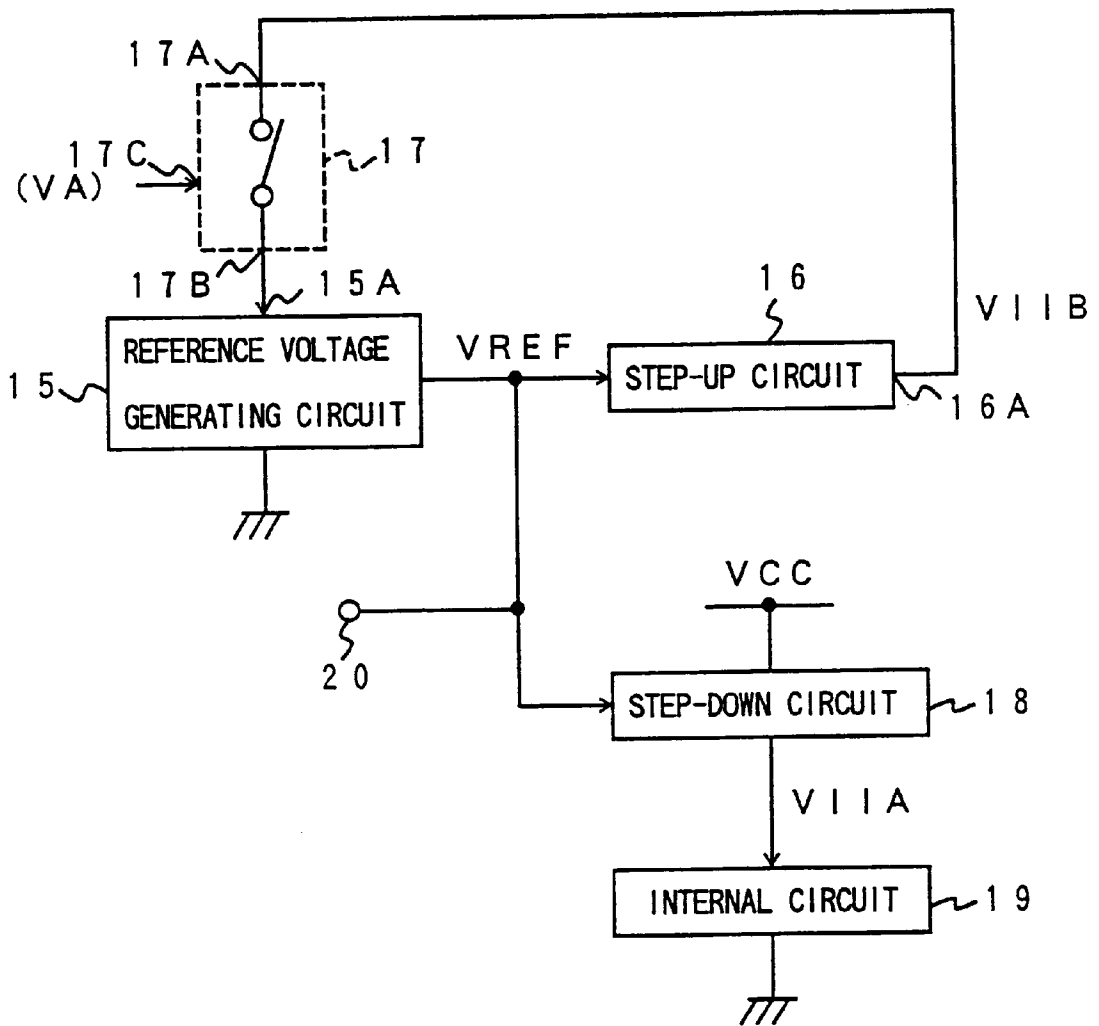 17A
17C
(VA)
17
17B
15A
16
VIIB
REFERENCE VOLTAGE
GENERATING CIRCUIT
15
VREF
STEP-UP CIRCUIT
16A
VCC
20
STEP-DOWN CIRCUIT
18
VIIA
INTERNAL CIRCUIT
19